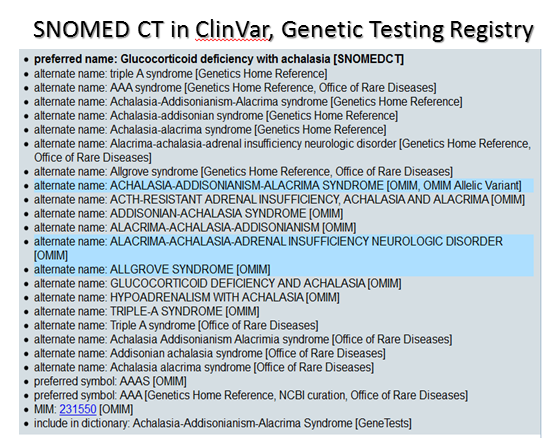 SNOMED CT in ClinVar, Genetic Testing Registry
• preferred name: Glucocorticoid deficiency with achalasia [SNOMEDCT]
• alternate name: triple A syndrome [Genetics Home Reference]
• alternate name: AAA syndrome [Genetics Home Reference, Office of Rare Diseases]
• alternate name: Achalasia-Addisonianism-Alacrima syndrome [Genetics Home Reference]
• alternate name: Achalasia-addisonian syndrome [Genetics Home Reference]
• alternate name: Achalasia-alacrima syndrome [Genetics Home Reference]
• alternate name: Alacrima-achalasia-adrenal insufficiency neurologic disorder [Genetics Home Reference,
Office of Rare Diseases]
• alternate name: Allgrove syndrome [Genetics Home Reference, Office of Rare Diseases]
• alternate name: ACHALASIA-ADDISONIANISM-ALACRIMA SYNDROME [OMIM, OMIM Allelic Variant]
• alternate name: ACTH-RESISTANT ADRENAL INSUFFICIENCY, ACHALASIA AND ALACRIMA [OMIM]
• alternate name: ADDISONIAN-ACHALASIA SYNDROME [OMIM]
• alternate name: ALACRIMA-ACHALASIA-ADDISONIANISM [OMIM]
• alternate name: ALACRIMA-ACHALASIA-ADRENAL INSUFFICIENCY NEUROLOGIC DISORDER
[OMIM]
• alternate name: ALLGROVE SYNDROME [OMIM]
• alternate name: GLUCOCORTICOID DEFICIENCY AND ACHALASIA [OMIM]
• alternate name: HYPOADRENALISM WITH ACHALASIA [OMIM]
• alternate name: TRIPLE-A SYNDROME [OMIM]
• alternate name: Triple A syndrome [Office of Rare Diseases]
• alternate name: Achalasia Addisonianism Alacrimia syndrome [Office of Rare Diseases]
• alternate name: Addisonian achalasia syndrome [Office of Rare Diseases]
• alternate name: Achalasia alacrima syndrome [Office of Rare Diseases]
• preferred symbol: AAAS [OMIM]
• preferred symbol: AAA [Genetics Home Reference, NCBI curation, Office of Rare Diseases]
• MIM: 231550 [OMIM]
• include in dictionary: Achalasia-Addisonianism-Alacrima Syndrome [GeneTests]